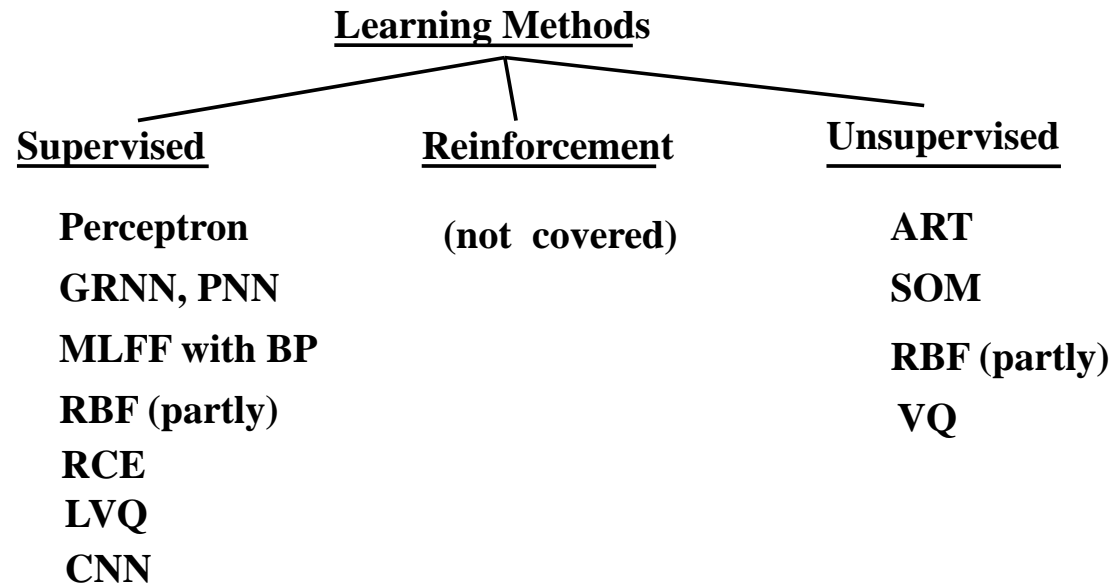 Learning Methods
Supervised
Reinforcement
Unsupervised
Perceptron
GRNN, PNN
MLFF with BP
RBF (partly)
RCE
LVQ
CNN
(not covered)
ART
SOM
RBF (partly)
VQ